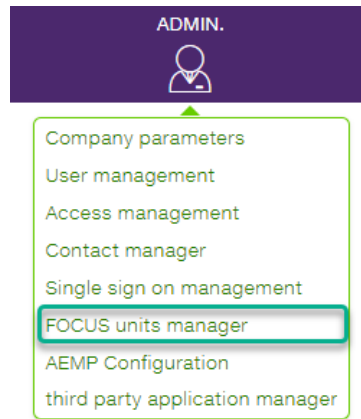 ADMIN.
Company parameters
User management
Access management
Contact manager
Single sign on management
FOCUS units manager
AEMP Configuration
third party application manager